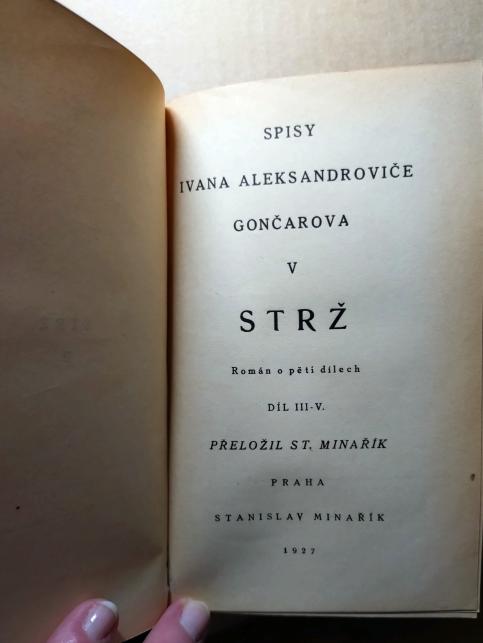 SPISY
IVANA ALEKSANDROVIČE
GONČAROVA
V
STRŽ
Román o pěti dílech
DÍL III-V.
PŘELOŽIL ST. MINAŘÍK
PRAHA
STANISLAV MINAŘÍK
1927